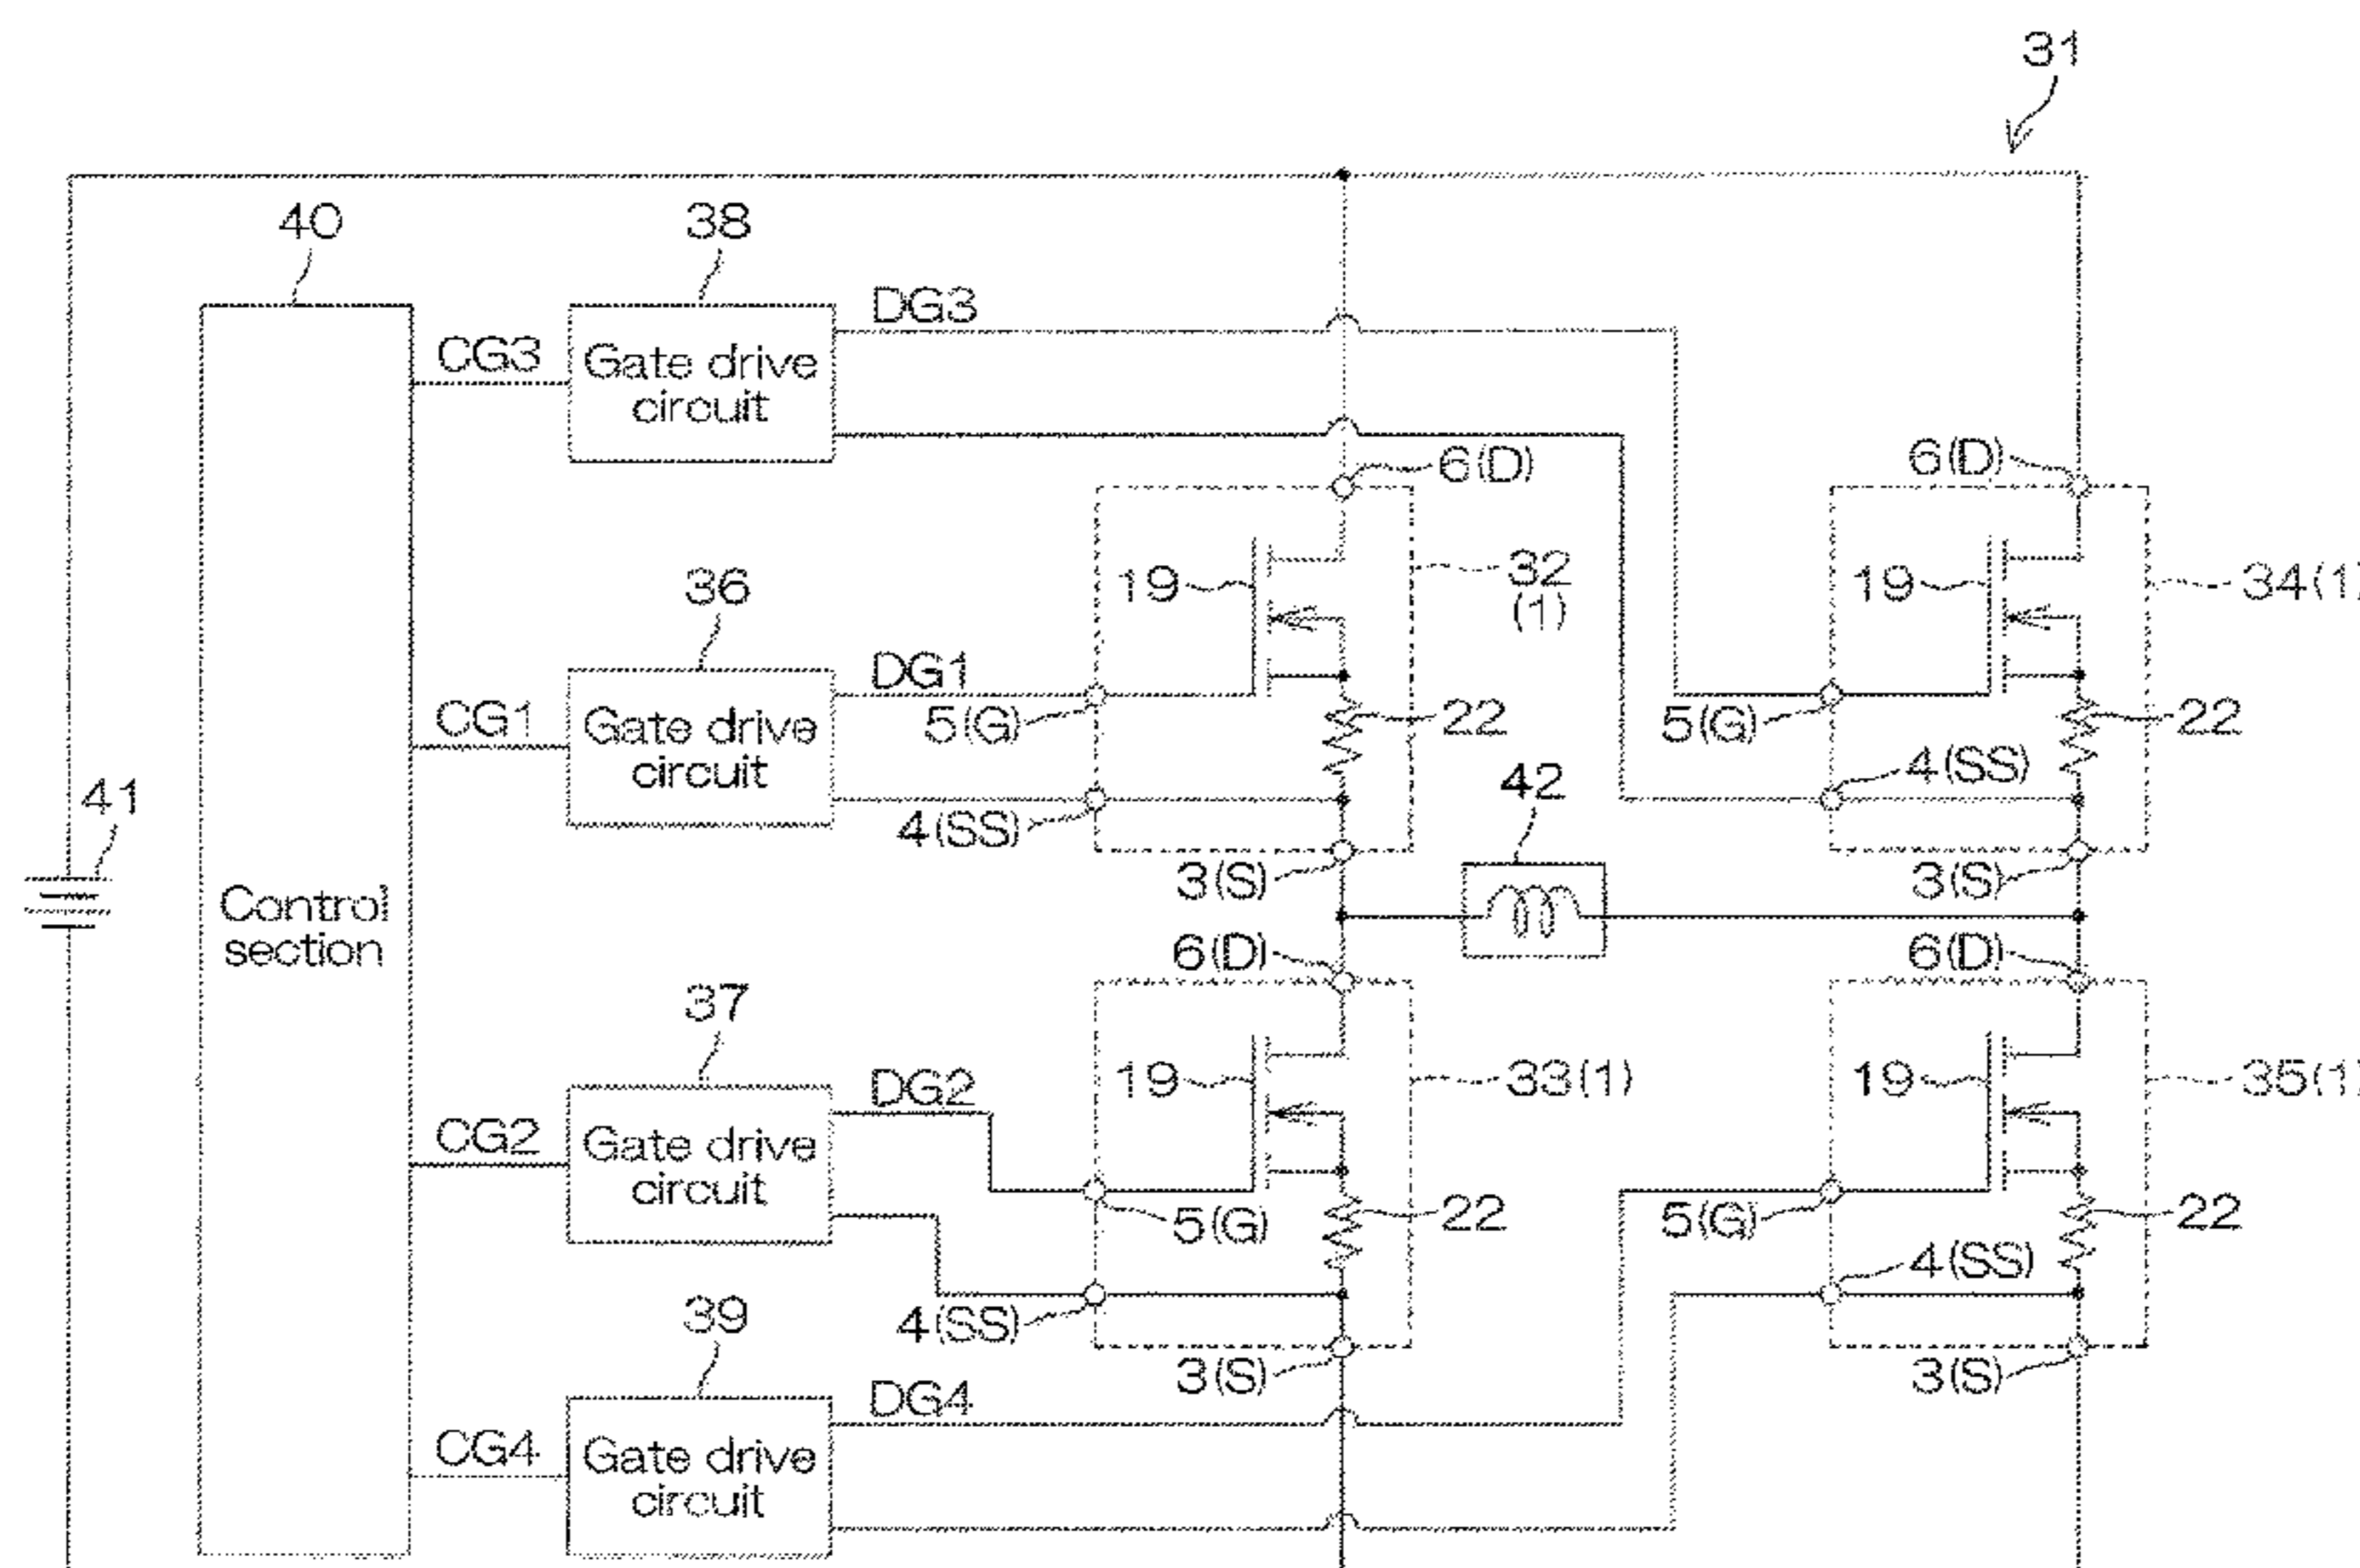 31
40
38
DG3
CG3
Gate drive
circuit
6(D)
6(D)
36
19
32
(1)
19
34(1)
DG1
CG1
Gate drive
circuit
5(G)
22
5(G)
22
41
4(SS)
42
4(SS)
3(S)
3(S)
Control
section
6(D)
6(D)
37
DG2
19
33(1)
19
35(1)
CG2
Gate drive
circuit
5(G)
22
5(G)
22
4(SS)
39
4(SS)
3(S)
3(S)
DG4
CG4
Gate drive
circuit